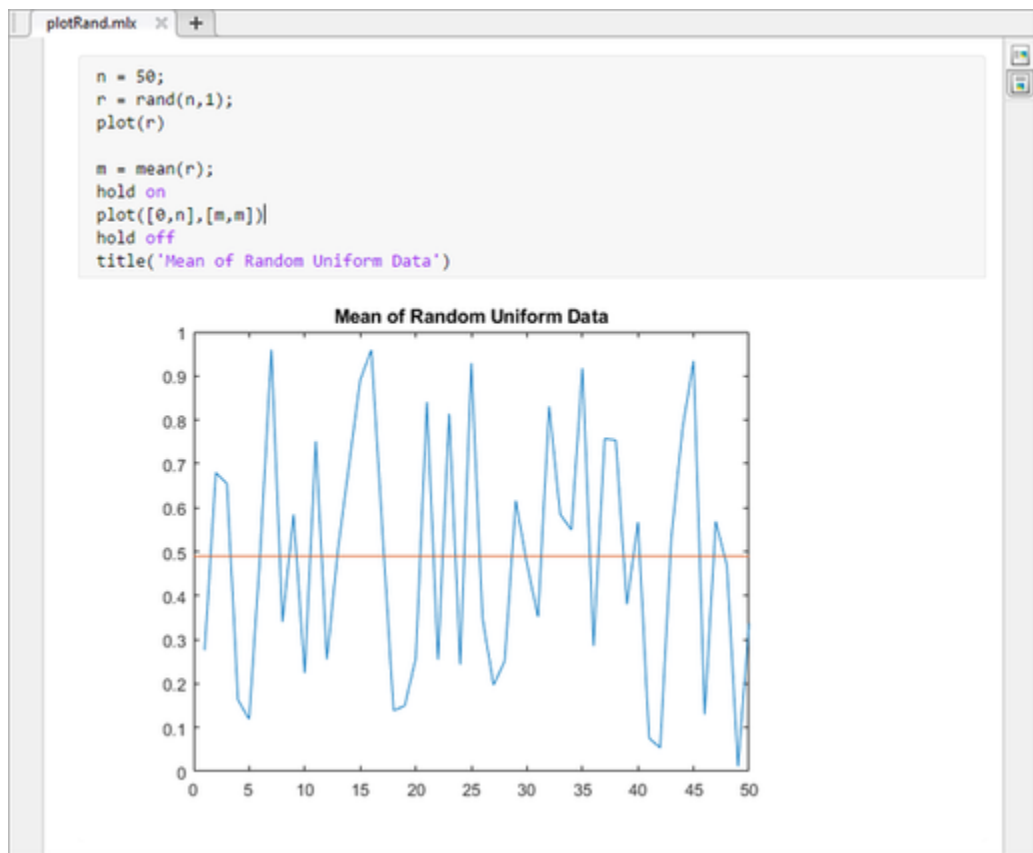 plotRand.mlx × +
n = 50;
r = rand(n,1);
plot(r)
m = mean(r);
hold on
plot([0,n],[m,m])
hold off
title('Mean of Random Uniform Data')
Mean of Random Uniform Data
1
0.9
0.8
0.7
0.6
0.5
0.4
0.3
0.2
0.1
0
0 5 10 15 20 25 30 35 40 45 50